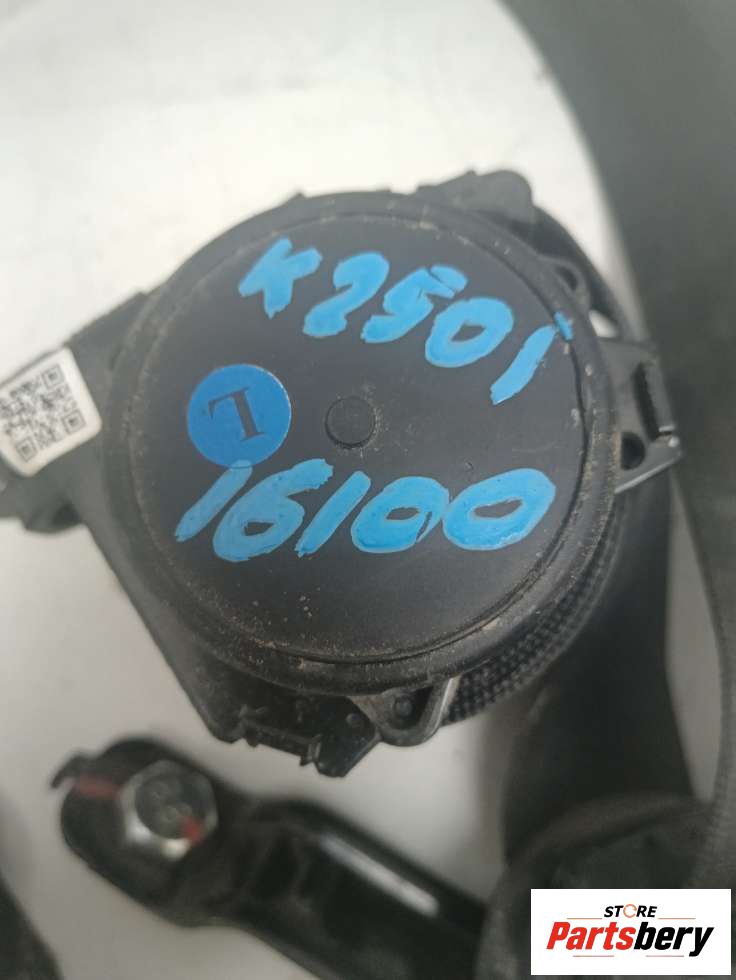 K2501
L
16100
STORE
Partsbery